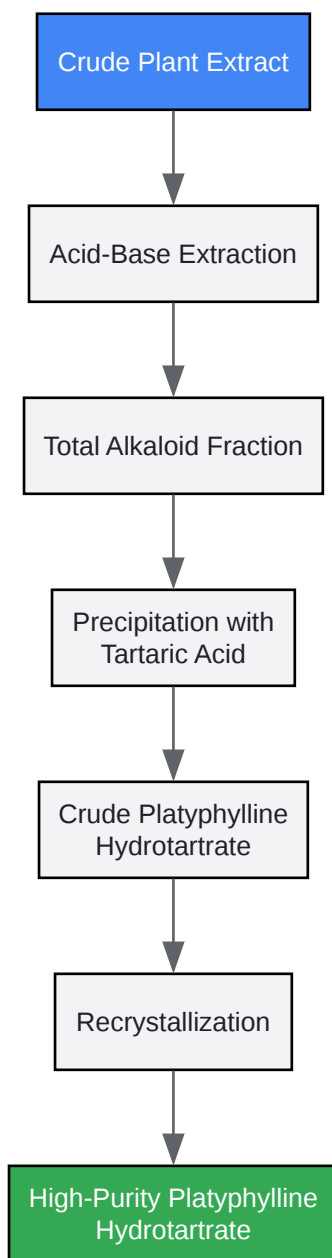 Crude Plant Extract
Acid-Base Extraction
Total Alkaloid Fraction
Precipitation with
Tartaric Acid
Crude Platyphylline
Hydrotartrate
Recrystallization
High-Purity Platyphylline
Hydrotartrate